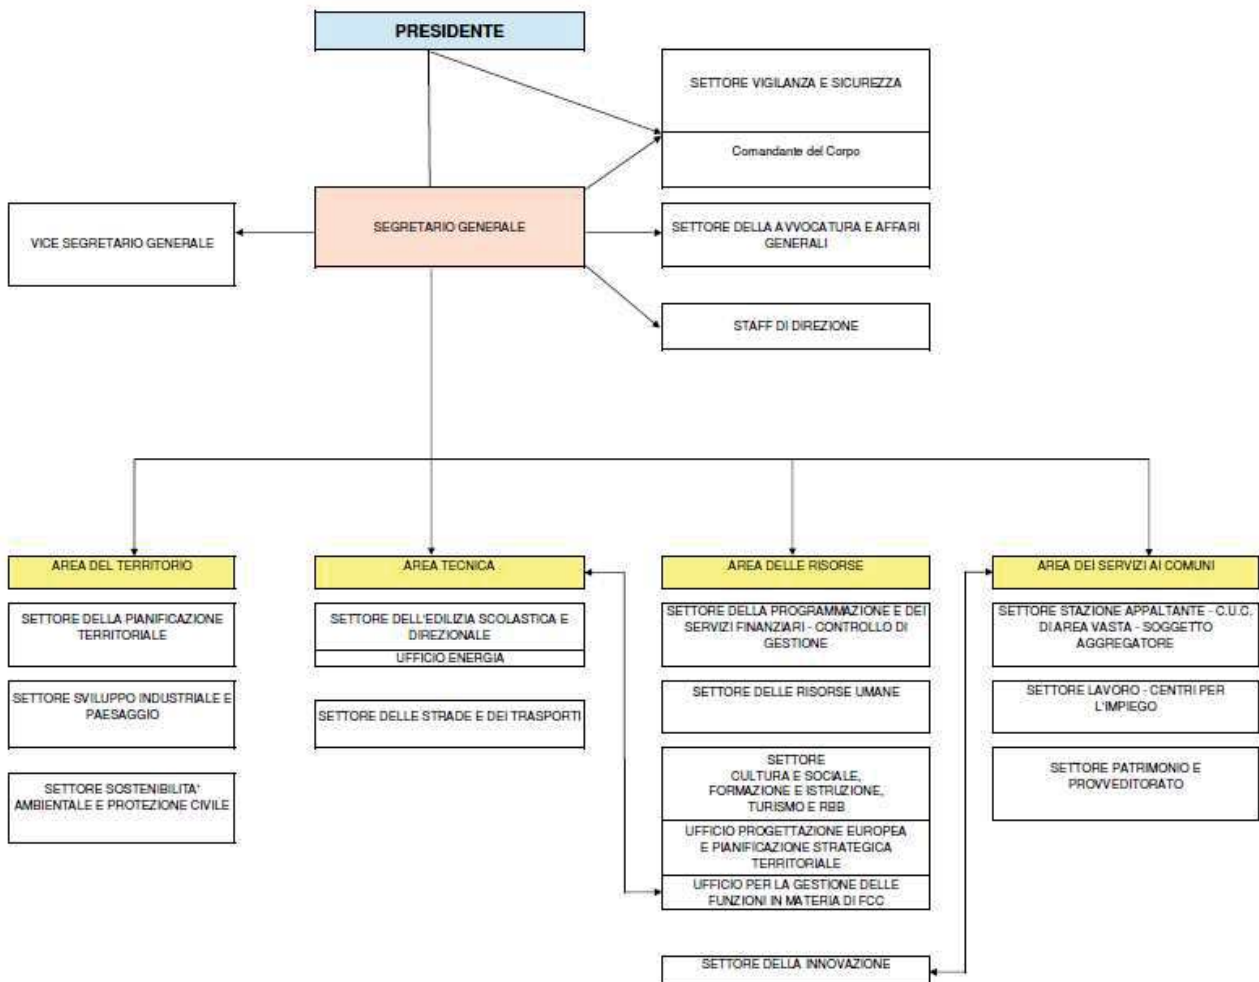 PRESIDENTE
SETTORE VIGILANZA E SICUREZZA
Comandante del Corpo
SEGRETARIO GENERALE
VICE SEGRETARIO GENERALE
SETTORE DELLA AVVOCATURA E AFFARI
GENERALI
STAFF DI DIREZIONE
AREA DEL TERRITORIO
SETTORE DELLA PIANIFICAZIONE
TERRITORIALE
SETTORE SVILUPPO INDUSTRIALE E
PAESAGGIO
SETTORE SOSTENIBILITA'
AMBIENTALE E PROTEZIONE CIVILE
AREA TECNICA
SETTORE DELL'EDILIZIA SCOLASTICA E
DIREZIONALE
UFFICIO ENERGIA
SETTORE DELLE STRADE E DEI TRASPORTI
AREA DELLE RISORSE
SETTORE DELLA PROGRAMMAZIONE E DEI
SERVIZI FINANZIARI - CONTROLLO DI
GESTIONE
SETTORE DELLE RISORSE UMANE
SETTORE
CULTURA E SOCIALE,
FORMAZIONE E ISTRUZIONE,
TURISMO E RBB
UFFICIO PROGETTAZIONE EUROPEA
E PIANIFICAZIONE STRATEGICA
TERRITORIALE
UFFICIO PER LA GESTIONE DELLE
FUNZIONI IN MATERIA DI FCC
SETTORE DELLA INNOVAZIONE
AREA DEI SERVIZI AI COMUNI
SETTORE STAZIONE APPALTANTE - C.U.C.
DI AREA VASTA - SOGGETTO
AGGREGATORE
SETTORE LAVORO - CENTRI PER
L'IMPIEGO
SETTORE PATRIMONIO E
PROVVEDITORATO